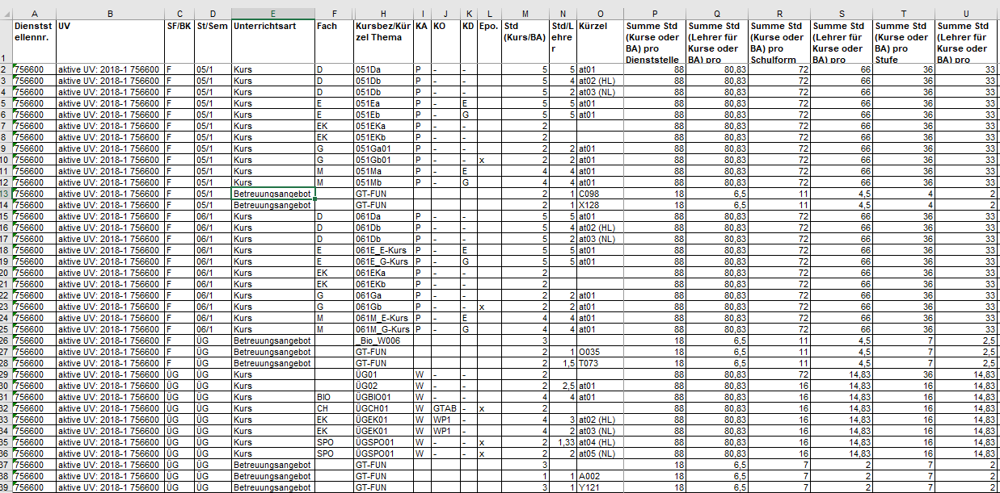 A B C D E F H I J K L M N O P Q R S T U
1 Dienststellennr. UV SF/BK St/Sem Unterrichtsart Fach Kursbez/Kürzel Thema KA KO KD Epo. Std (Kurs/BA) Std/Lehrer Kürzel Summe Std (Kurse oder BA) pro Dienststelle Summe Std (Lehrer für Kurse oder BA) pro Summe Std (Kurse oder BA) pro Schulform Summe Std (Lehrer für Kurse oder BA) pro Summe Std (Kurse oder BA) pro Stufe Summe Std (Lehrer für Kurse oder BA) pro
2 756600 aktive UV: 2018-1 756600 F 05/1 Kurs D 051Da P - - 5 5 at01 88 80,83 72 66 36 33
3 756600 aktive UV: 2018-1 756600 F 05/1 Kurs D 051Db P - - 5 4 at02 (HL) 88 80,83 72 66 36 33
4 756600 aktive UV: 2018-1 756600 F 05/1 Kurs D 051Db P - - 5 2 at03 (NL) 88 80,83 72 66 36 33
5 756600 aktive UV: 2018-1 756600 F 05/1 Kurs E 051Ea P - E 5 5 at01 88 80,83 72 66 36 33
6 756600 aktive UV: 2018-1 756600 F 05/1 Kurs E 051Eb P - G 5 5 at01 88 80,83 72 66 36 33
7 756600 aktive UV: 2018-1 756600 F 05/1 Kurs EK 051EKa P - - 2 88 80,83 72 66 36 33
8 756600 aktive UV: 2018-1 756600 F 05/1 Kurs EK 051EKb P - - 2 88 80,83 72 66 36 33
9 756600 aktive UV: 2018-1 756600 F 05/1 Kurs G 051Ga01 P - - 2 2 at01 88 80,83 72 66 36 33
10 756600 aktive UV: 2018-1 756600 F 05/1 Kurs G 051Gb01 P - - x 2 2 at01 88 80,83 72 66 36 33
11 756600 aktive UV: 2018-1 756600 F 05/1 Kurs M 051Ma P - E 4 4 at01 88 80,83 72 66 36 33
12 756600 aktive UV: 2018-1 756600 F 05/1 Kurs M 051Mb P - G 4 4 at01 88 80,83 72 66 36 33
13 756600 aktive UV: 2018-1 756600 F 05/1 Betreuungsangebot GT-FUN 2 1 C098 18 6,5 11 4,5 4 2
14 756600 aktive UV: 2018-1 756600 F 05/1 Betreuungsangebot GT-FUN 2 1 X128 18 6,5 11 4,5 4 2
15 756600 aktive UV: 2018-1 756600 F 06/1 Kurs D 061Da P - - 5 5 at01 88 80,83 72 66 36 33
16 756600 aktive UV: 2018-1 756600 F 06/1 Kurs D 061Db P - - 5 4 at02 (HL) 88 80,83 72 66 36 33
17 756600 aktive UV: 2018-1 756600 F 06/1 Kurs D 061Db P - - 5 2 at03 (NL) 88 80,83 72 66 36 33
18 756600 aktive UV: 2018-1 756600 F 06/1 Kurs E 061E_E-Kurs P - E 5 5 at01 88 80,83 72 66 36 33
19 756600 aktive UV: 2018-1 756600 F 06/1 Kurs E 061E_G-Kurs P - G 5 5 at01 88 80,83 72 66 36 33
20 756600 aktive UV: 2018-1 756600 F 06/1 Kurs EK 061EKa P - - 2 88 80,83 72 66 36 33
21 756600 aktive UV: 2018-1 756600 F 06/1 Kurs EK 061EKb P - - 2 88 80,83 72 66 36 33
22 756600 aktive UV: 2018-1 756600 F 06/1 Kurs G 061Ga P - - 2 2 at01 88 80,83 72 66 36 33
23 756600 aktive UV: 2018-1 756600 F 06/1 Kurs G 061Gb P - - x 2 2 at01 88 80,83 72 66 36 33
24 756600 aktive UV: 2018-1 756600 F 06/1 Kurs M 061M_E-Kurs P - E 4 4 at01 88 80,83 72 66 36 33
25 756600 aktive UV: 2018-1 756600 F 06/1 Kurs M 061M_G-Kurs P - G 4 4 at01 88 80,83 72 66 36 33
26 756600 aktive UV: 2018-1 756600 F ÜG Betreuungsangebot _Bio_W006 3 18 6,5 11 4,5 7 2,5
27 756600 aktive UV: 2018-1 756600 F ÜG Betreuungsangebot GT-FUN 2 1 O035 18 6,5 11 4,5 7 2,5
28 756600 aktive UV: 2018-1 756600 F ÜG Betreuungsangebot GT-FUN 2 1,5 T073 18 6,5 11 4,5 7 2,5
29 756600 aktive UV: 2018-1 756600 ÜG ÜG Kurs ÜG01 W - - 2 88 80,83 72 14,83 36 14,83
30 756600 aktive UV: 2018-1 756600 ÜG ÜG Kurs ÜG02 W - - 2 2,5 at01 88 80,83 16 14,83 16 14,83
31 756600 aktive UV: 2018-1 756600 ÜG ÜG Kurs BIO ÜGBIO01 W - - 4 4 at01 88 80,83 16 14,83 16 14,83
32 756600 aktive UV: 2018-1 756600 ÜG ÜG Kurs CH ÜGCH01 W GTAB - x 2 88 80,83 16 14,83 16 14,83
33 756600 aktive UV: 2018-1 756600 ÜG ÜG Kurs EK ÜGEK01 W WP1 - 4 3 at02 (HL) 88 80,83 16 14,83 16 14,83
34 756600 aktive UV: 2018-1 756600 ÜG ÜG Kurs EK ÜGEK01 W WP1 - 4 2 at03 (NL) 88 80,83 16 14,83 16 14,83
35 756600 aktive UV: 2018-1 756600 ÜG ÜG Kurs SPO ÜGSPO01 W - - x 2 1,33 at04 (HL) 88 80,83 16 14,83 16 14,83
36 756600 aktive UV: 2018-1 756600 ÜG ÜG Kurs SPO ÜGSPO01 W - - x 2 2 at05 (NL) 88 80,83 16 14,83 16 14,83
37 756600 aktive UV: 2018-1 756600 ÜG ÜG Betreuungsangebot GT-FUN 3 18 6,5 7 2 7 2
38 756600 aktive UV: 2018-1 756600 ÜG ÜG Betreuungsangebot GT-FUN 1 1 A002 18 6,5 7 2 7 2
39 756600 aktive UV: 2018-1 756600 ÜG ÜG Betreuungsangebot GT-FUN 3 1 Y121 18 6,5 7 2 7 2